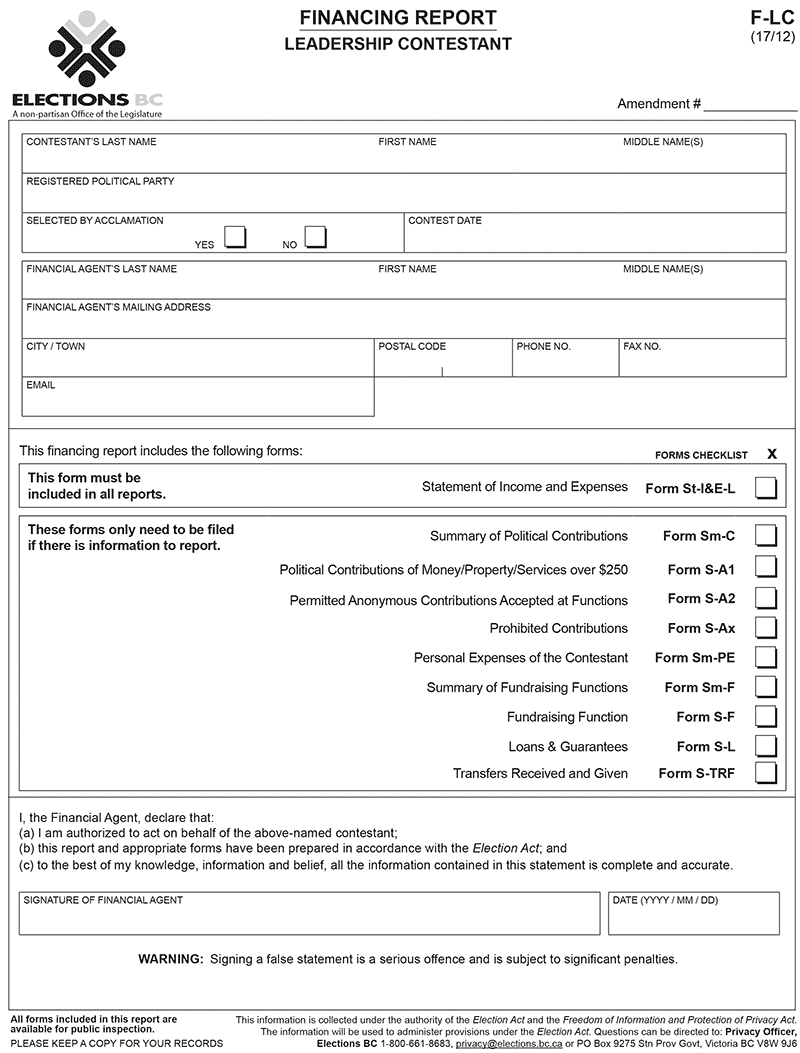 FINANCING REPORT
LEADERSHIP CONTESTANT
F-LC
(17/12)
ELECTIONS BC
A non-partisan Office of the Legislature
Amendment # ____________
CONTESTANT'S LAST NAME FIRST NAME MIDDLE NAME(S)
REGISTERED POLITICAL PARTY
SELECTED BY ACCLAMATION CONTEST DATE
YES NO
FINANCIAL AGENT'S LAST NAME FIRST NAME MIDDLE NAME(S)
FINANCIAL AGENT'S MAILING ADDRESS
CITY / TOWN POSTAL CODE PHONE NO. FAX NO.
EMAIL
This financing report includes the following forms: FORMS CHECKLIST X
This form must be
included in all reports.
Statement of Income and Expenses Form St-I&E-L
These forms only need to be filed
if there is information to report.
Summary of Political Contributions Form Sm-C
Political Contributions of Money/Property/Services over $250 Form S-A1
Permitted Anonymous Contributions Accepted at Functions Form S-A2
Prohibited Contributions Form S-Ax
Personal Expenses of the Contestant Form Sm-PE
Summary of Fundraising Functions Form Sm-F
Fundraising Function Form S-F
Loans & Guarantees Form S-L
Transfers Received and Given Form S-TRF
I, the Financial Agent, declare that:
(a) I am authorized to act on behalf of the above-named contestant;
(b) this report and appropriate forms have been prepared in accordance with the Election Act; and
(c) to the best of my knowledge, information and belief, all the information contained in this statement is complete and accurate.
SIGNATURE OF FINANCIAL AGENT DATE (YYYY / MM / DD)
WARNING: Signing a false statement is a serious offence and is subject to significant penalties.
All forms included in this report are
available for public inspection.
PLEASE KEEP A COPY FOR YOUR RECORDS
This information is collected under the authority of the Election Act and the Freedom of Information and Protection of Privacy Act.
The information will be used to administer provisions under the Election Act. Questions can be directed to: Privacy Officer,
Elections BC 1-800-661-8683, privacy@elections.bc.ca or PO Box 9275 Stn Prov Govt, Victoria BC V8W 9J6